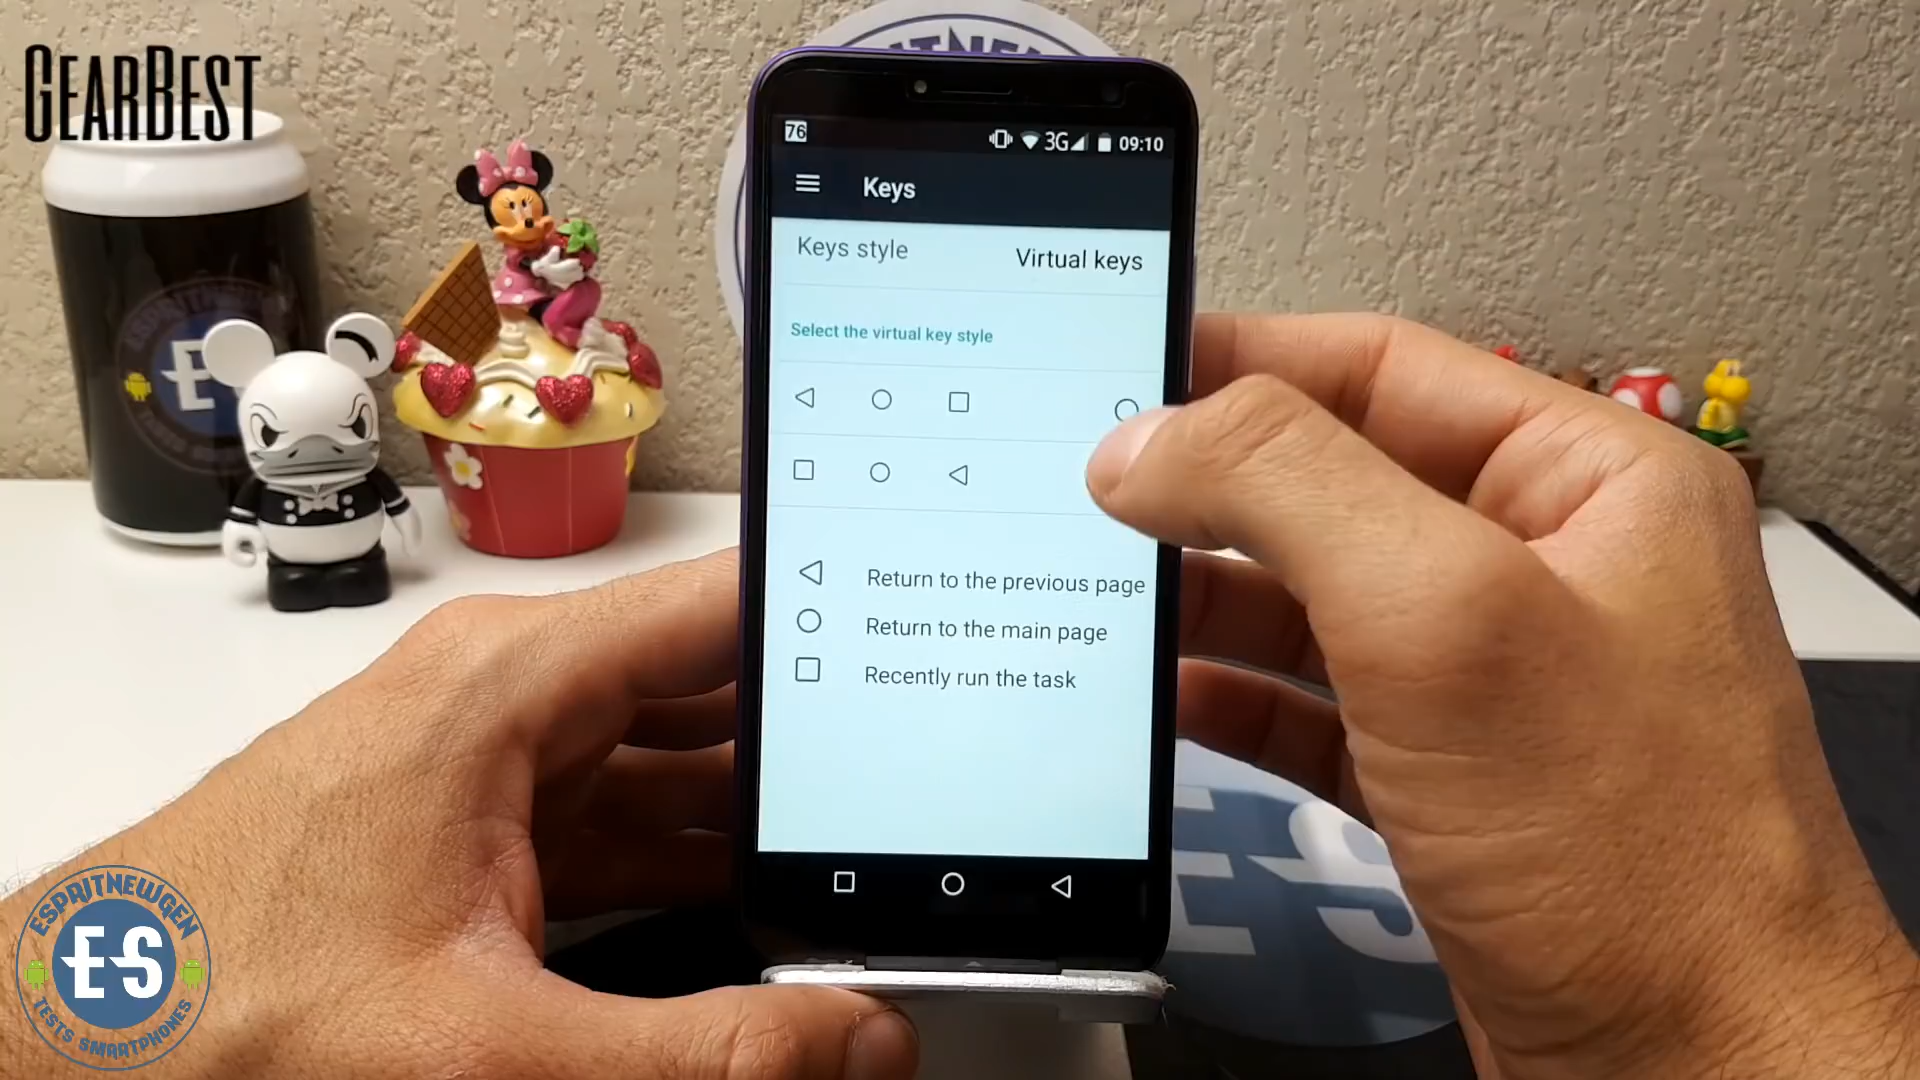 GEARBEST
76
3G
09:10
Keys
Keys style
Virtual keys
Select the virtual key style
Return to the previous page
Return to the main page
Recently run the task
ESPRITNEWGEN
ES
TESTS SMARTPHONES